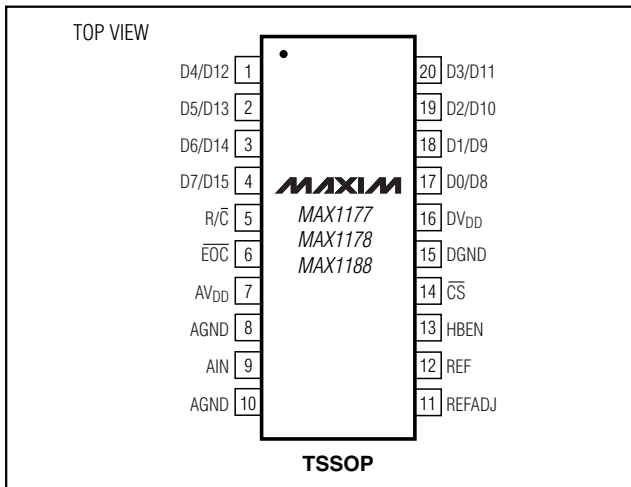 TOP VIEW
D4/D12 1
D5/D13 2
D6/D14 3
D7/D15 4
R/C̅ 5
E̅O̅C̅ 6
AVDD 7
AGND 8
AIN 9
AGND 10
MAXIM
MAX1177
MAX1178
MAX1188
20 D3/D11
19 D2/D10
18 D1/D9
17 D0/D8
16 DVDD
15 DGND
14 C̅S̅
13 HBEN
12 REF
11 REFADJ
TSSOP